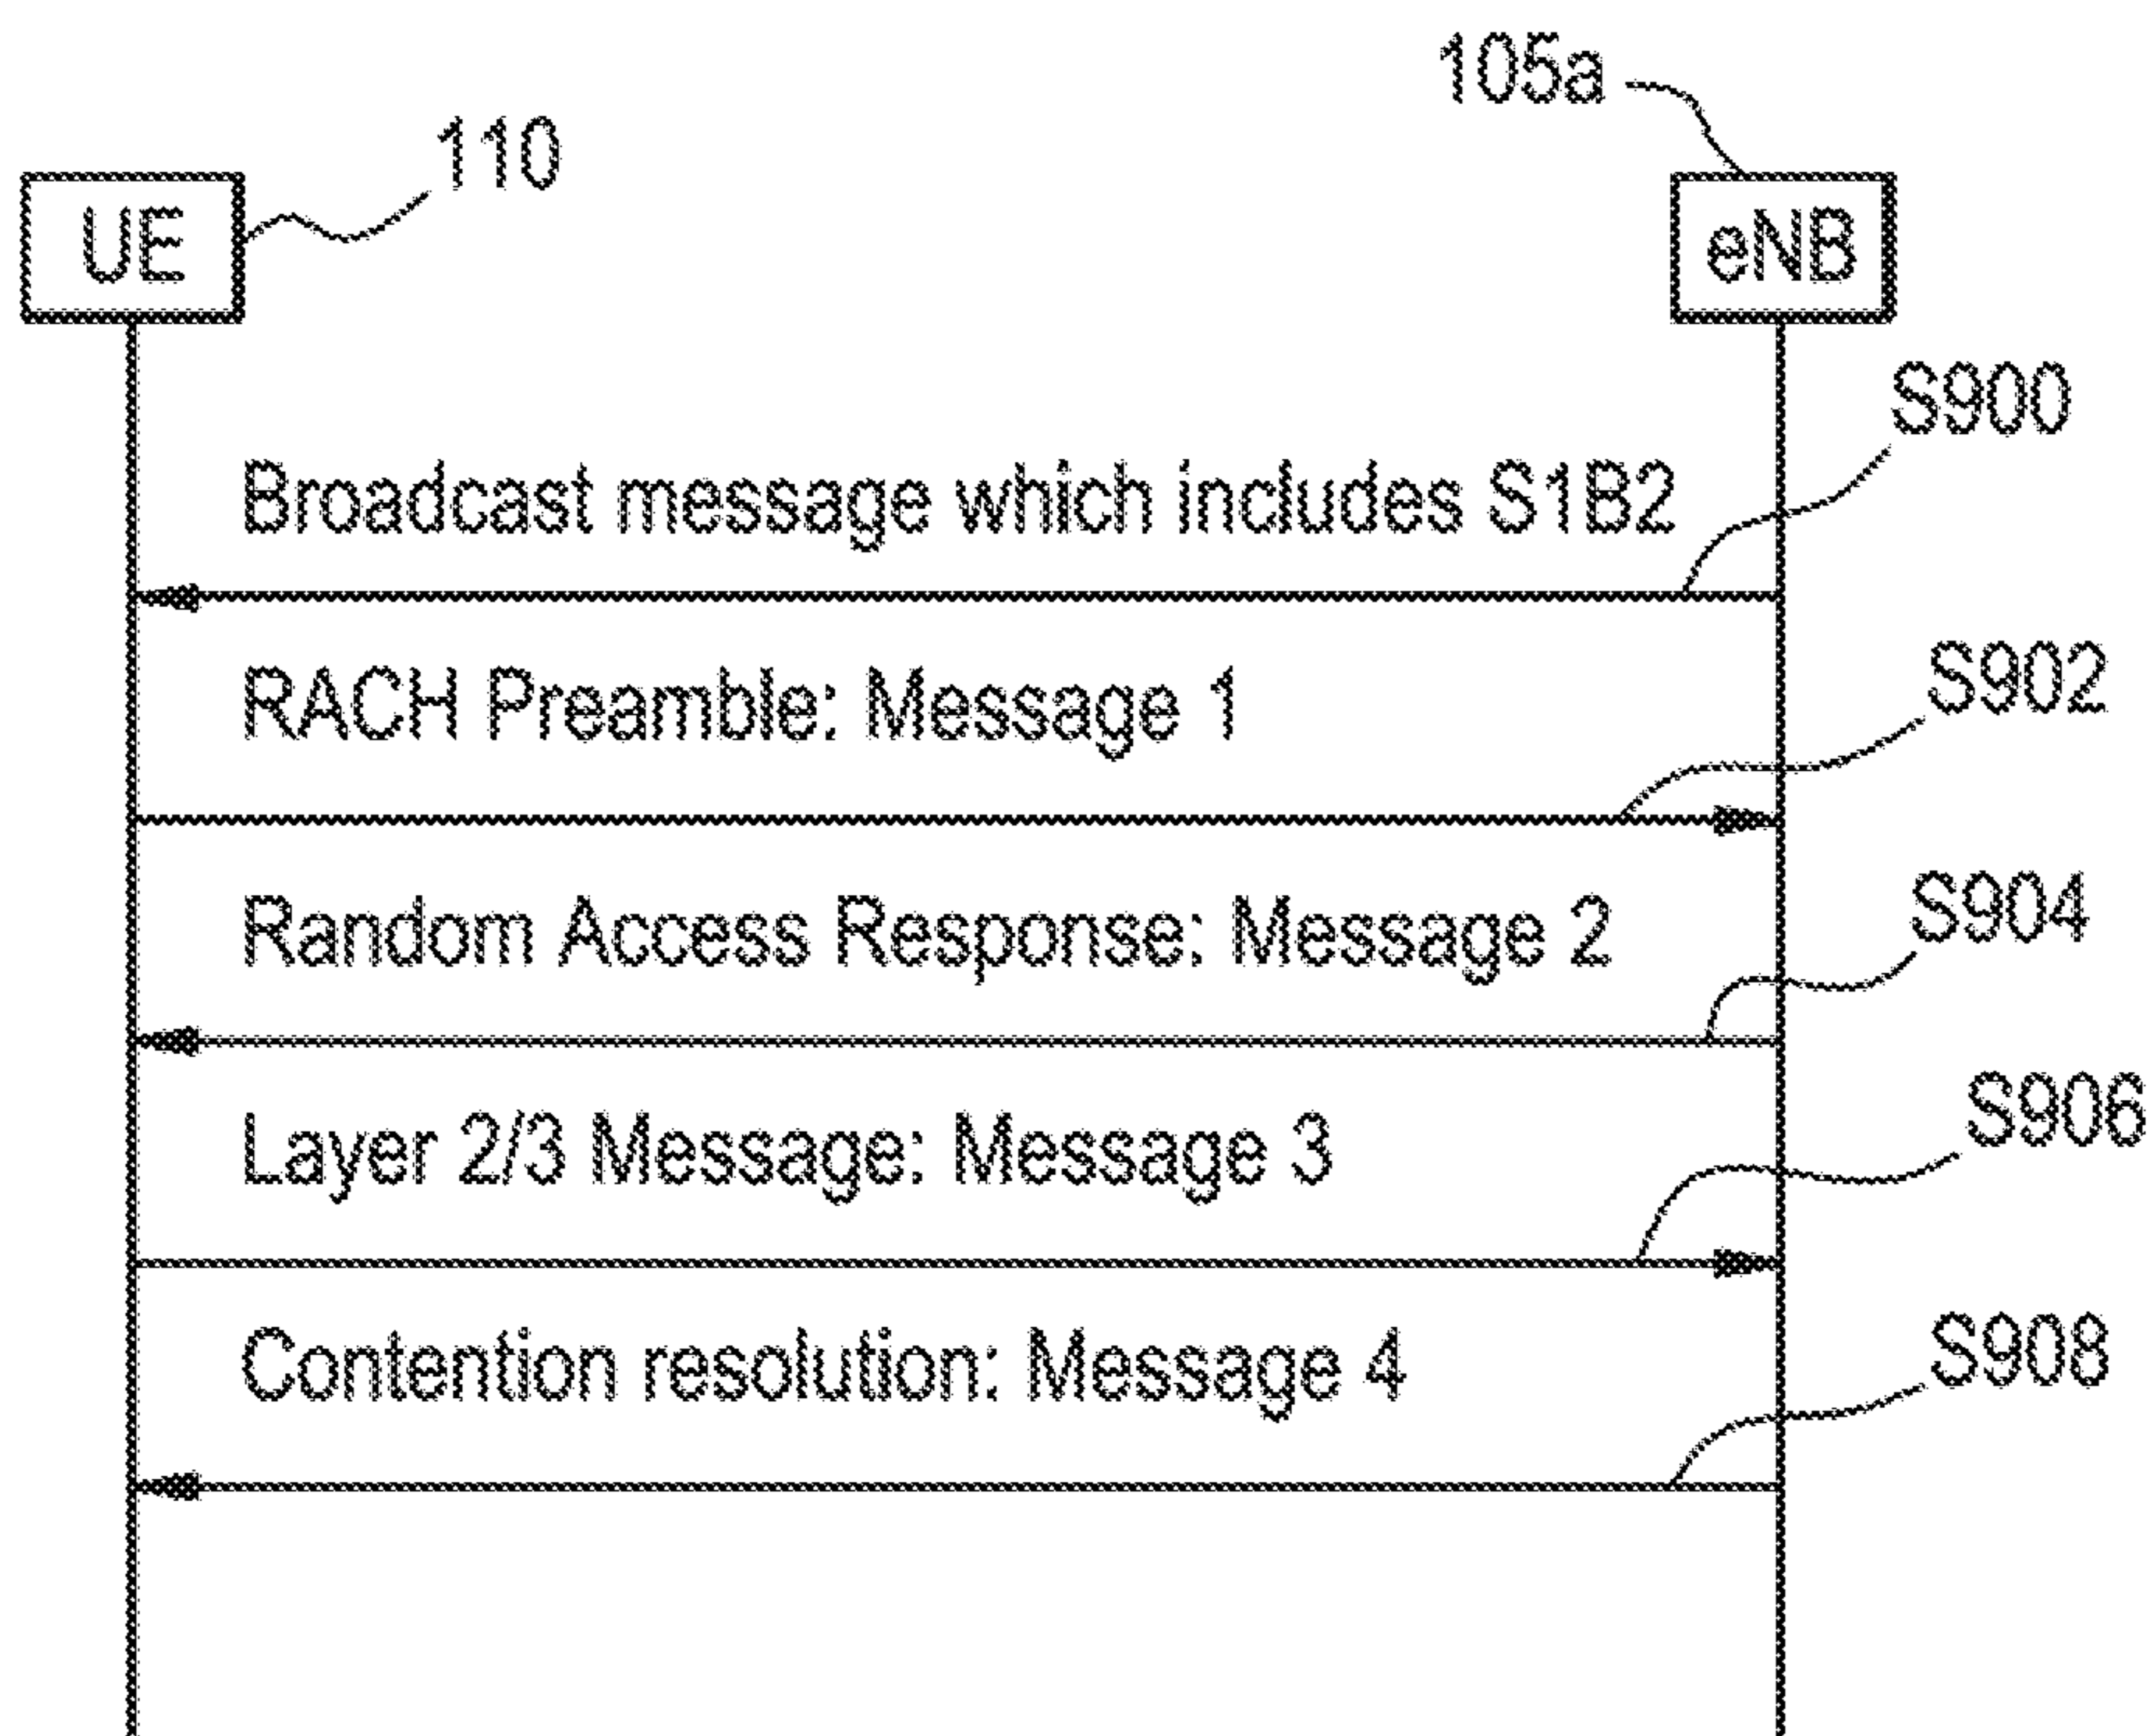 105a
110
UE
eNB
S900
Broadcast message which includes S1B2
S902
RACH Preamble: Message 1
S904
Random Access Response: Message 2
S906
Layer 2/3 Message: Message 3
S908
Contention resolution: Message 4